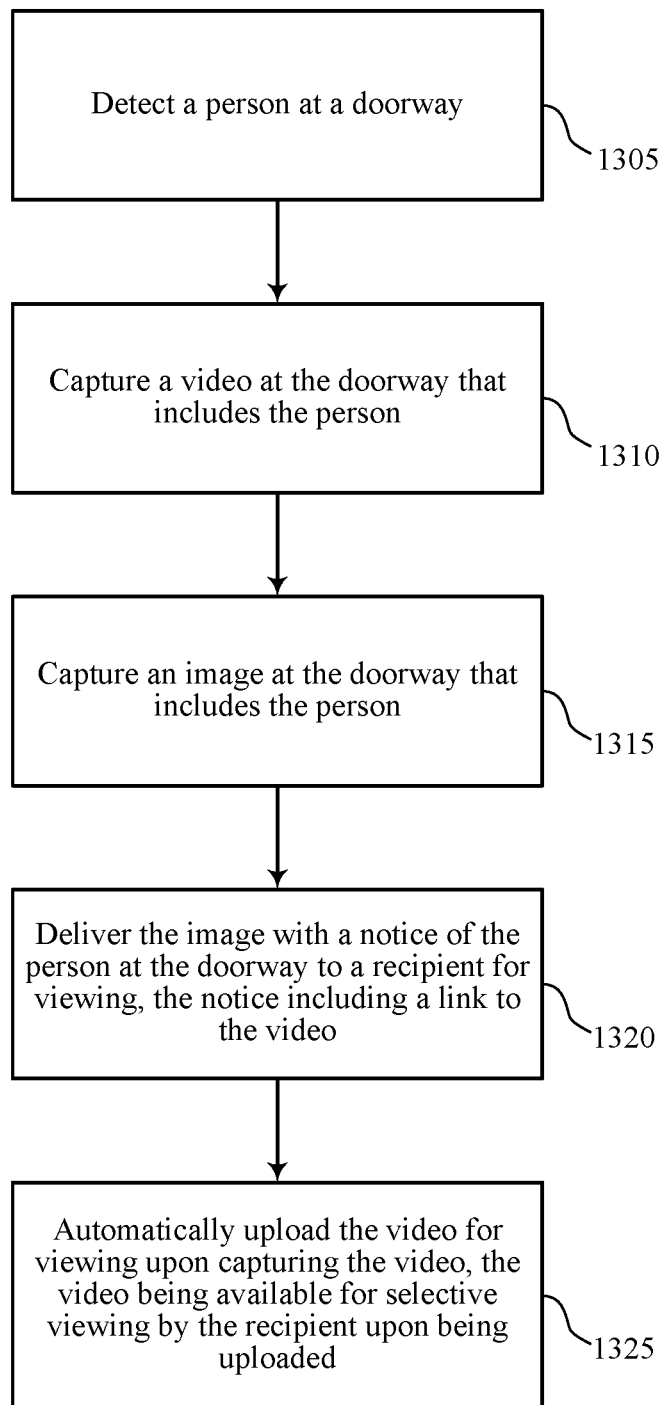 Detect a person at a doorway
1305
Capture a video at the doorway that
includes the person
1310
Capture an image at the doorway that
includes the person
1315
Deliver the image with a notice of the
person at the doorway to a recipient for
viewing, the notice including a link to
the video
1320
Automatically upload the video for
viewing upon capturing the video, the
video being available for selective
viewing by the recipient upon being
uploaded
1325